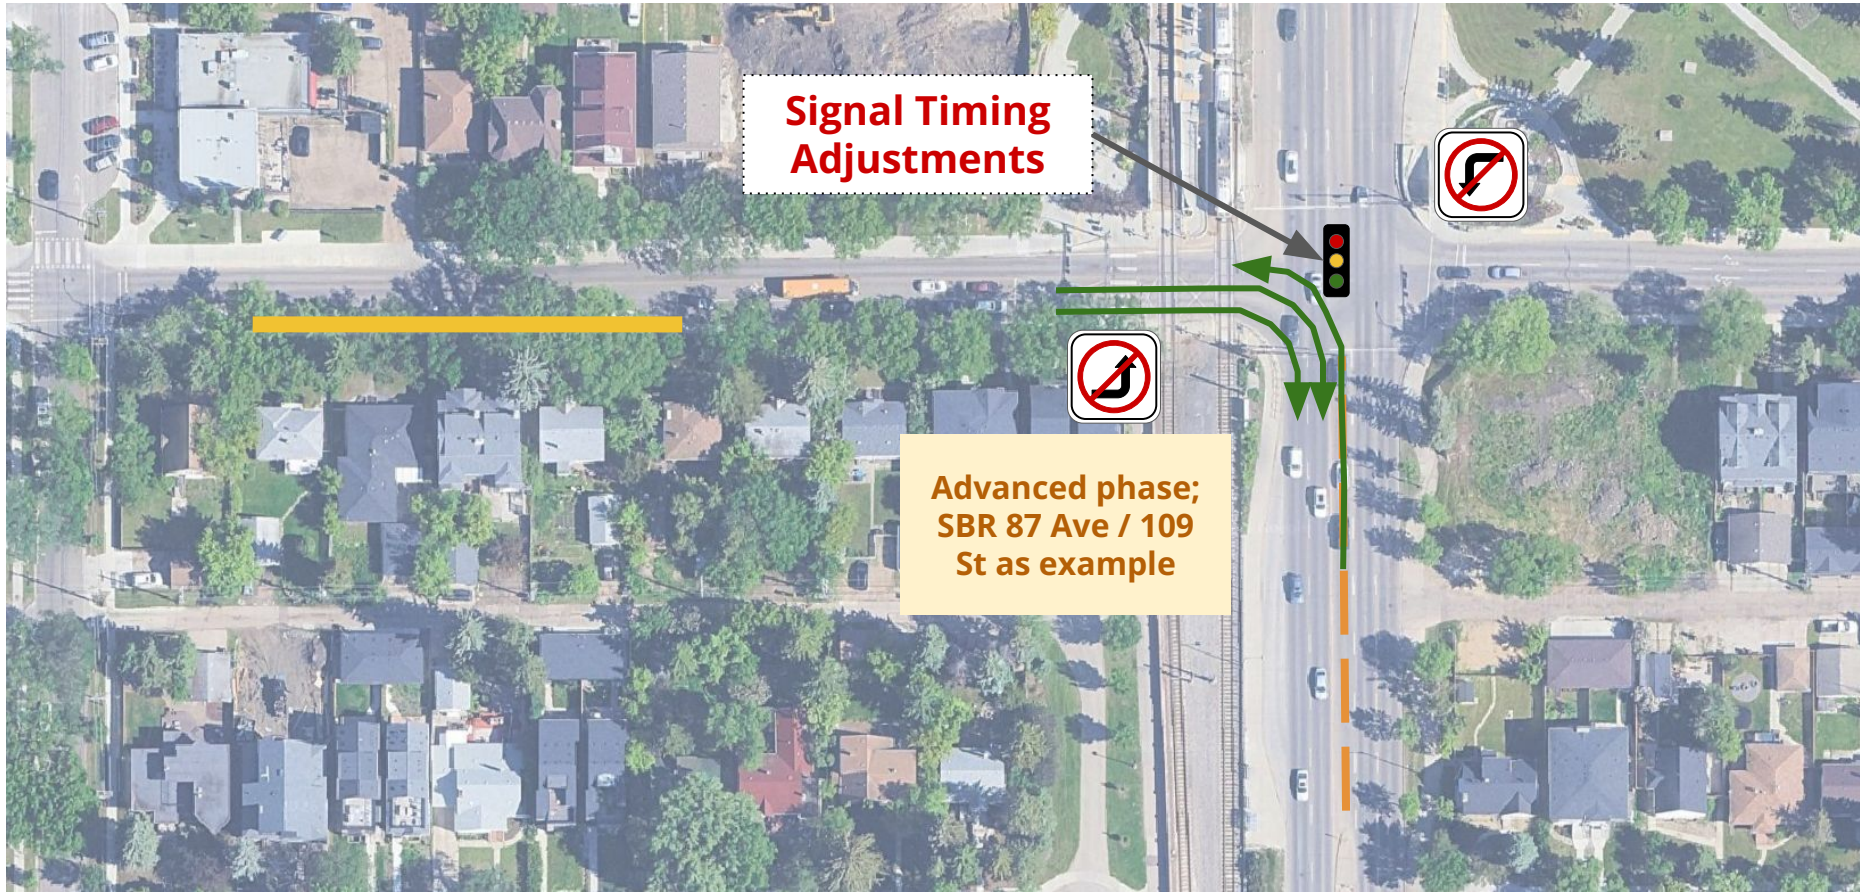 Signal Timing
Adjustments
Advanced phase;
SBR 87 Ave / 109
St as example